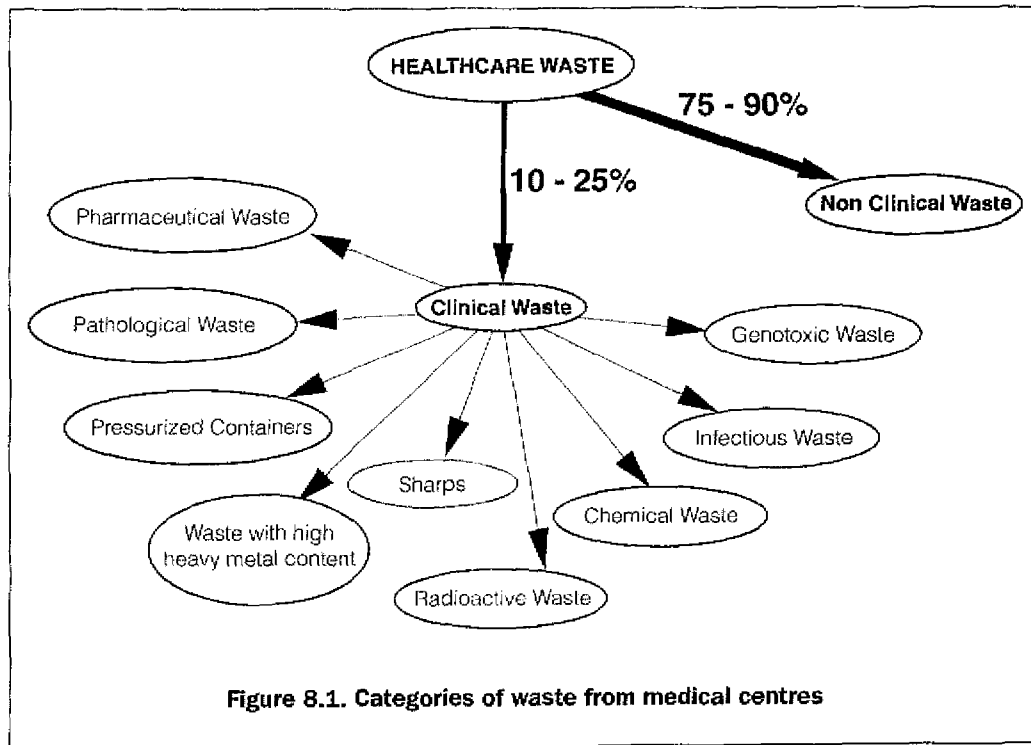 HEALTHCARE WASTE
75 - 90%
10 - 25%
Non Clinical Waste
Pharmaceutical Waste
Clinical Waste
Pathological Waste
Genotoxic Waste
Pressurized Containers
Infectious Waste
Sharps
Chemical Waste
Waste with high
heavy metal content
Radioactive Waste
Figure 8.1. Categories of waste from medical centres